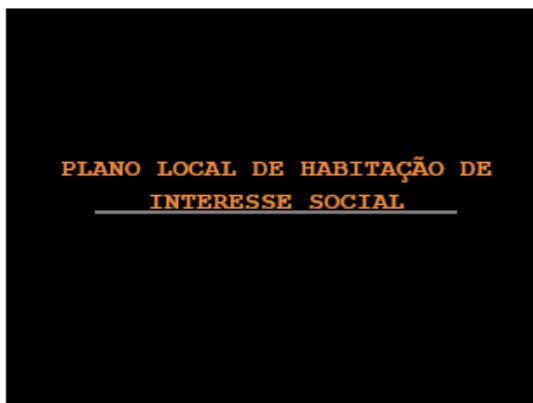 PLANO LOCAL DE HABITAÇÃO DE
INTERESSE SOCIAL